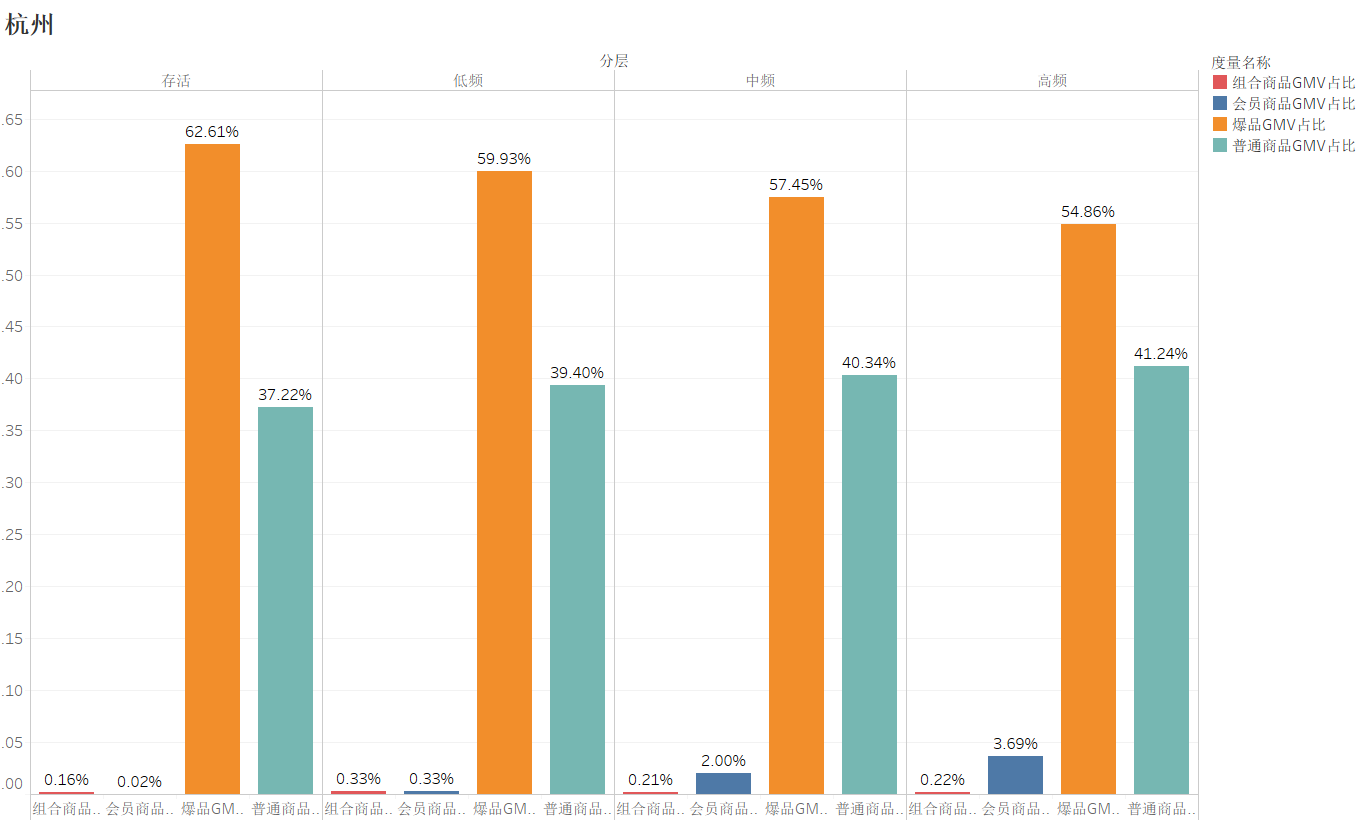 杭州
分层
存活 低频 中频 高频
度量名称
组合商品GMV占比
会员商品GMV占比
爆品GMV占比
普通商品GMV占比
.65
.60
.55
.50
.45
.40
.35
.30
.25
.20
.15
.10
.05
.00
0.16% 0.02% 62.61% 37.22%
0.33% 0.33% 59.93% 39.40%
0.21% 2.00% 57.45% 40.34%
0.22% 3.69% 54.86% 41.24%
组合商品.. 会员商品.. 爆品GM.. 普通商品.. 组合商品.. 会员商品.. 爆品GM.. 普通商品.. 组合商品.. 会员商品.. 爆品GM.. 普通商品.. 组合商品.. 会员商品.. 爆品GM.. 普通商品..